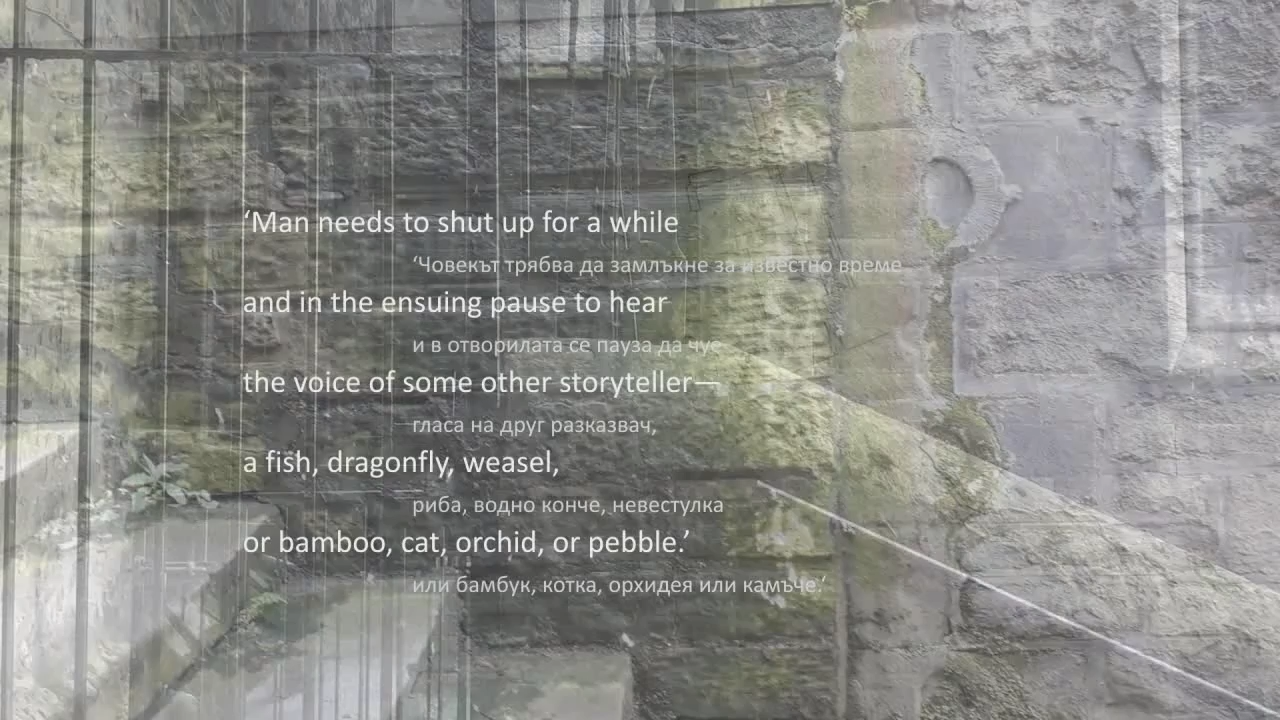 ‘Man needs to shut up for a while
‘Човекът трябва да замлъкне за известно време
and in the ensuing pause to hear
и в отворилата се пауза да чуе
the voice of some other storyteller—
гласа на друг разказвач,
a fish, dragonfly, weasel,
риба, водно конче, невестулка
or bamboo, cat, orchid, or pebble.’
или бамбук, котка, орхидея или камъче.‘